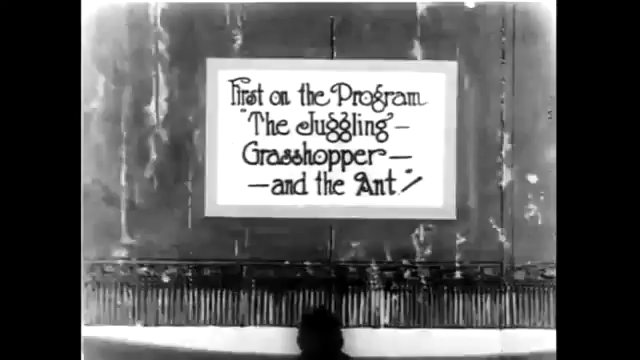 First on the Program
"The Juggling –
Grasshopper —
— and the Ant."